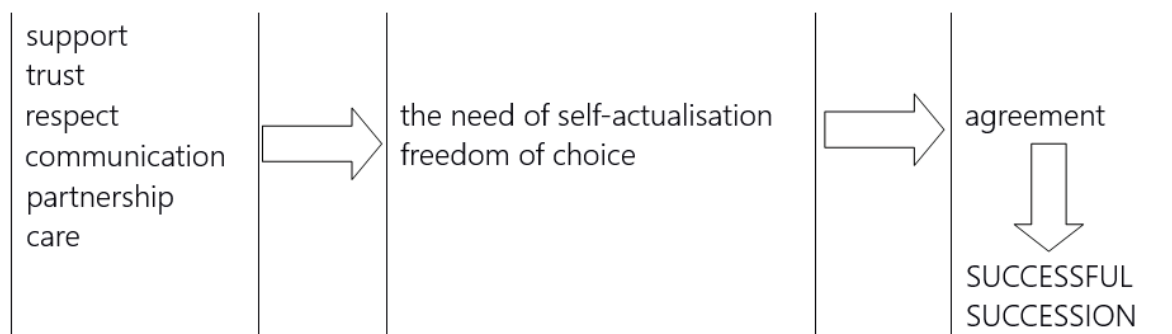 support
trust
respect
communication
partnership
care
the need of self-actualisation
freedom of choice
agreement
SUCCESSFUL
SUCCESSION